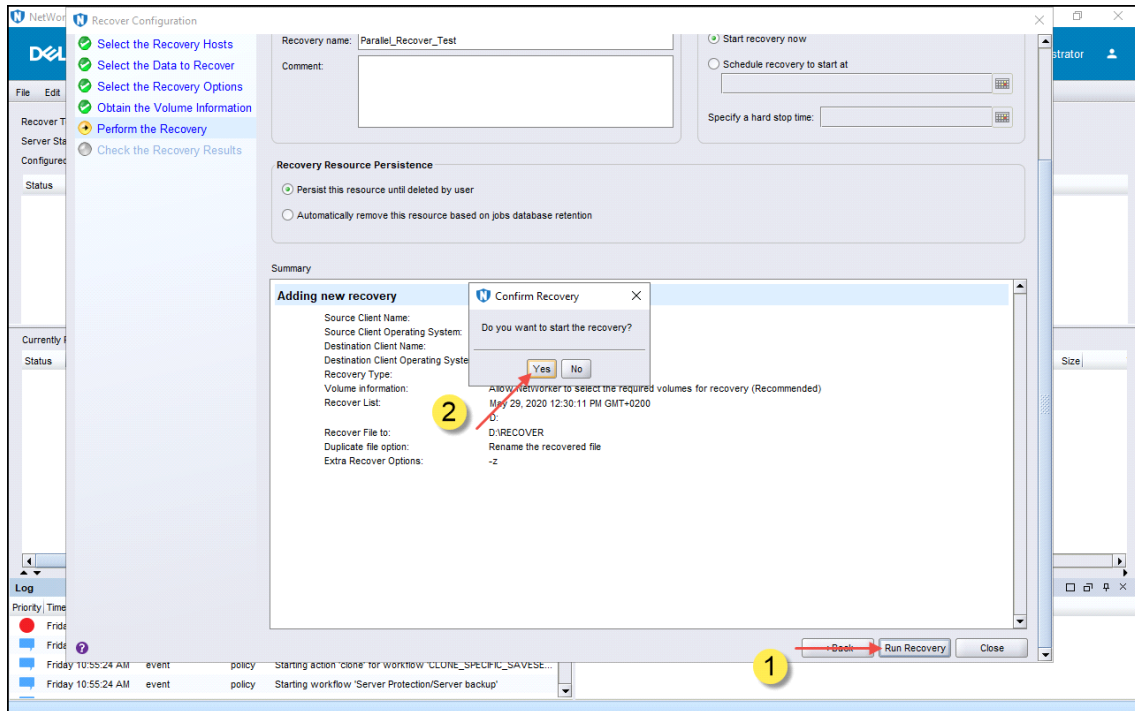 NetWor
Recover Configuration
DELL
strator
File Edit
Recover T
Server Sta
Configured
Status
Select the Recovery Hosts
Select the Data to Recover
Select the Recovery Options
Obtain the Volume Information
Perform the Recovery
Check the Recovery Results
Recovery name: Parallel_Recover_Test
Comment:
Start recovery now
Schedule recovery to start at
Specify a hard stop time:
Recovery Resource Persistence
Persist this resource until deleted by user
Automatically remove this resource based on jobs database retention
Summary
Adding new recovery
Source Client Name:
Source Client Operating System:
Destination Client Name:
Destination Client Operating Syste
Recovery Type:
Volume information: Allow NetWorker to select the required volumes for recovery (Recommended)
Recover List: May 29, 2020 12:30:11 PM GMT+0200
D:
Recover File to: D:\RECOVER
Duplicate file option: Rename the recovered file
Extra Recover Options: -z
Confirm Recovery
Do you want to start the recovery?
Yes No
2
Currently
Status
Size
Log
Priority Time
Frida
Frida
Friday 10:55:24 AM event policy Starting action 'clone' for workflow 'CLONE_SPECIFIC_SAVESE...
Friday 10:55:24 AM event policy Starting workflow 'Server Protection/Server backup'
< Back Run Recovery Close
1